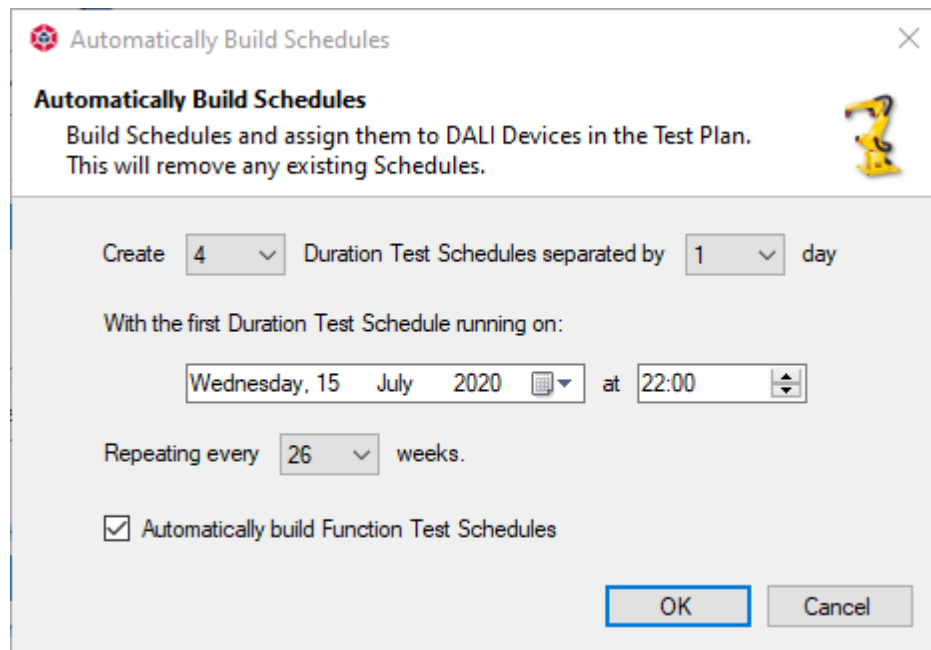 Automatically Build Schedules
Automatically Build Schedules
Build Schedules and assign them to DALI Devices in the Test Plan.
This will remove any existing Schedules.
Create 4 Duration Test Schedules separated by 1 day
With the first Duration Test Schedule running on:
Wednesday, 15 July 2020 at 22:00
Repeating every 26 weeks.
Automatically build Function Test Schedules
OK Cancel